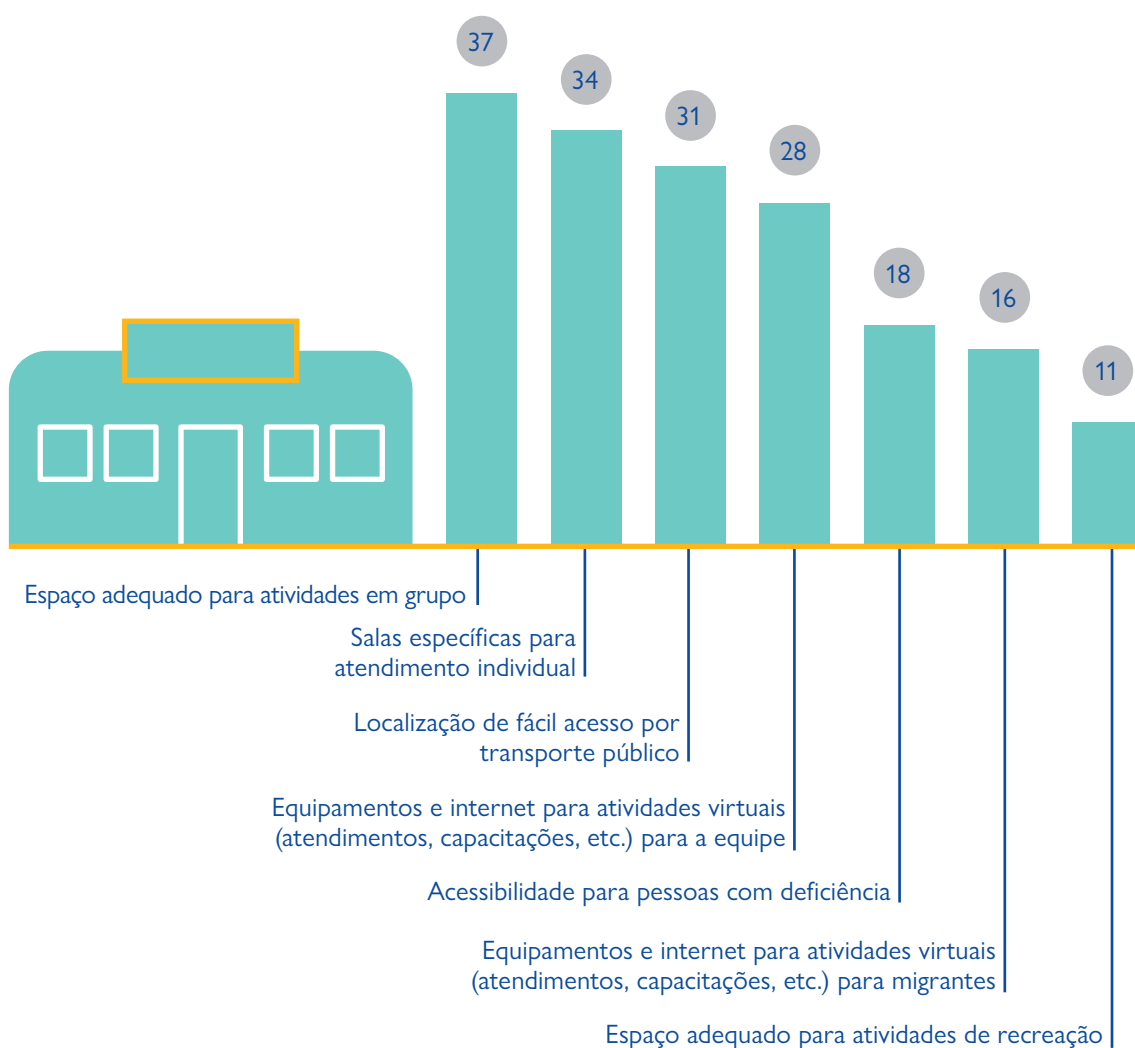 37
34
31
28
18
16
11
Espaço adequado para atividades em grupo
Salas específicas para
atendimento individual
Localização de fácil acesso por
transporte público
Equipamentos e internet para atividades virtuais
(atendimentos, capacitações, etc.) para a equipe
Acessibilidade para pessoas com deficiência
Equipamentos e internet para atividades virtuais
(atendimentos, capacitações, etc.) para migrantes
Espaço adequado para atividades de recreação